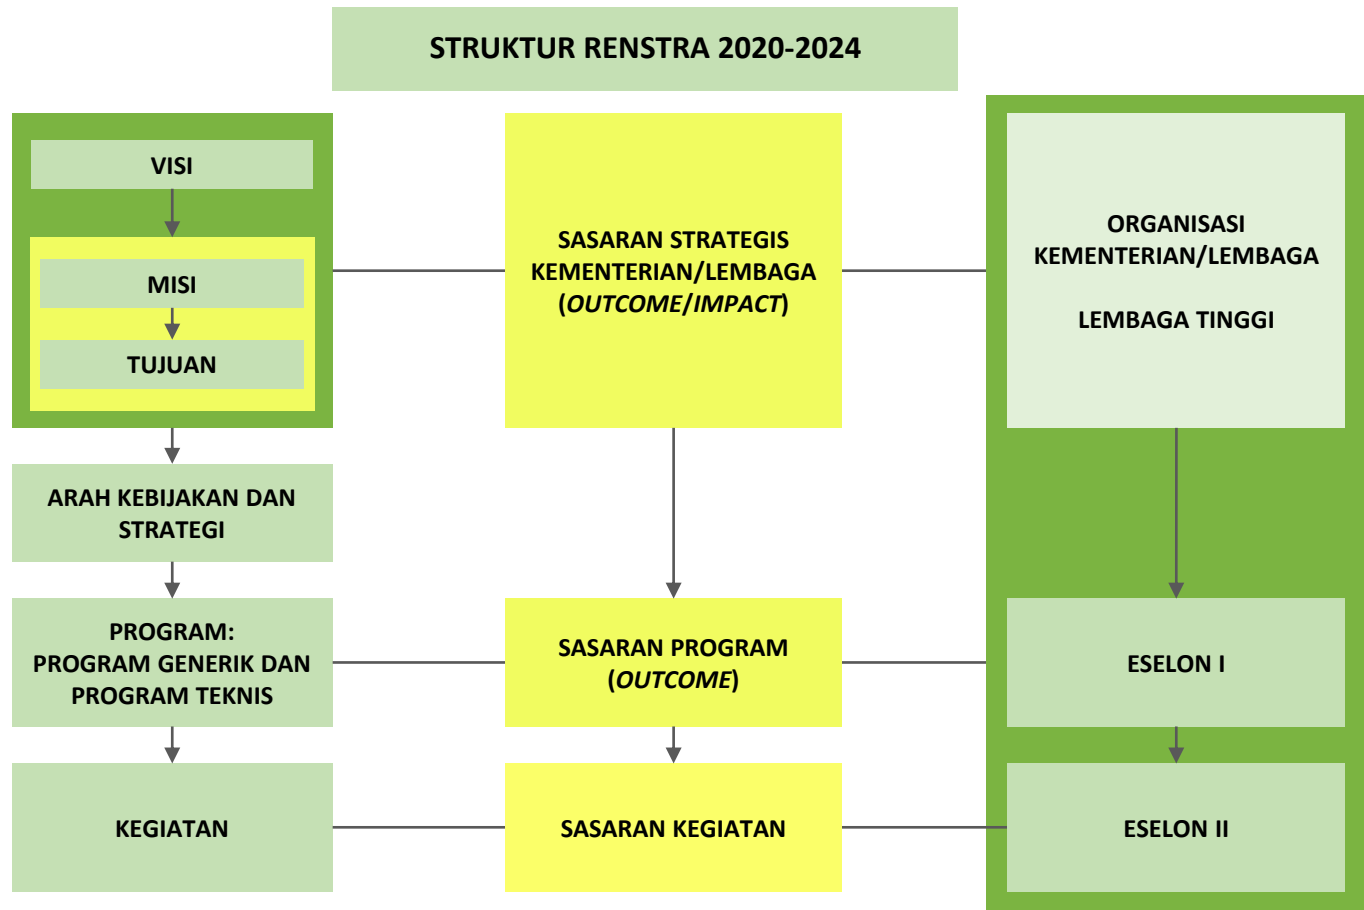 STRUKTUR RENSTRA 2020-2024
VISI
MISI
TUJUAN
SASARAN STRATEGIS
KEMENTERIAN/LEMBAGA
(OUTCOME/IMPACT)
ORGANISASI
KEMENTERIAN/LEMBAGA
LEMBAGA TINGGI
ARAH KEBIJAKAN DAN
STRATEGI
PROGRAM:
PROGRAM GENERIK DAN
PROGRAM TEKNIS
SASARAN PROGRAM
(OUTCOME)
ESELON I
KEGIATAN
SASARAN KEGIATAN
ESELON II